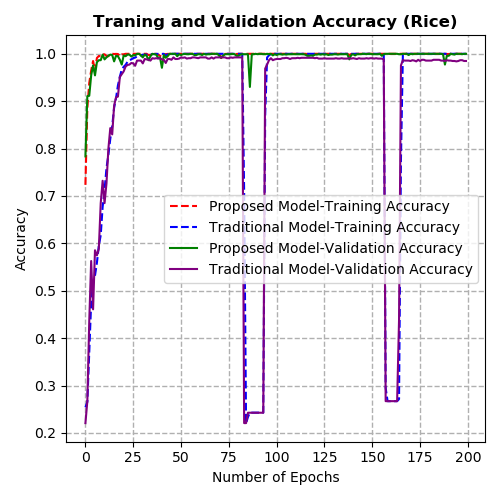 Traning and Validation Accuracy (Rice)
1.0
0.9
0.8
0.7
0.6
0.5
0.4
0.3
0.2
Accuracy
Proposed Model-Training Accuracy
Traditional Model-Training Accuracy
Proposed Model-Validation Accuracy
Traditional Model-Validation Accuracy
0 25 50 75 100 125 150 175 200
Number of Epochs